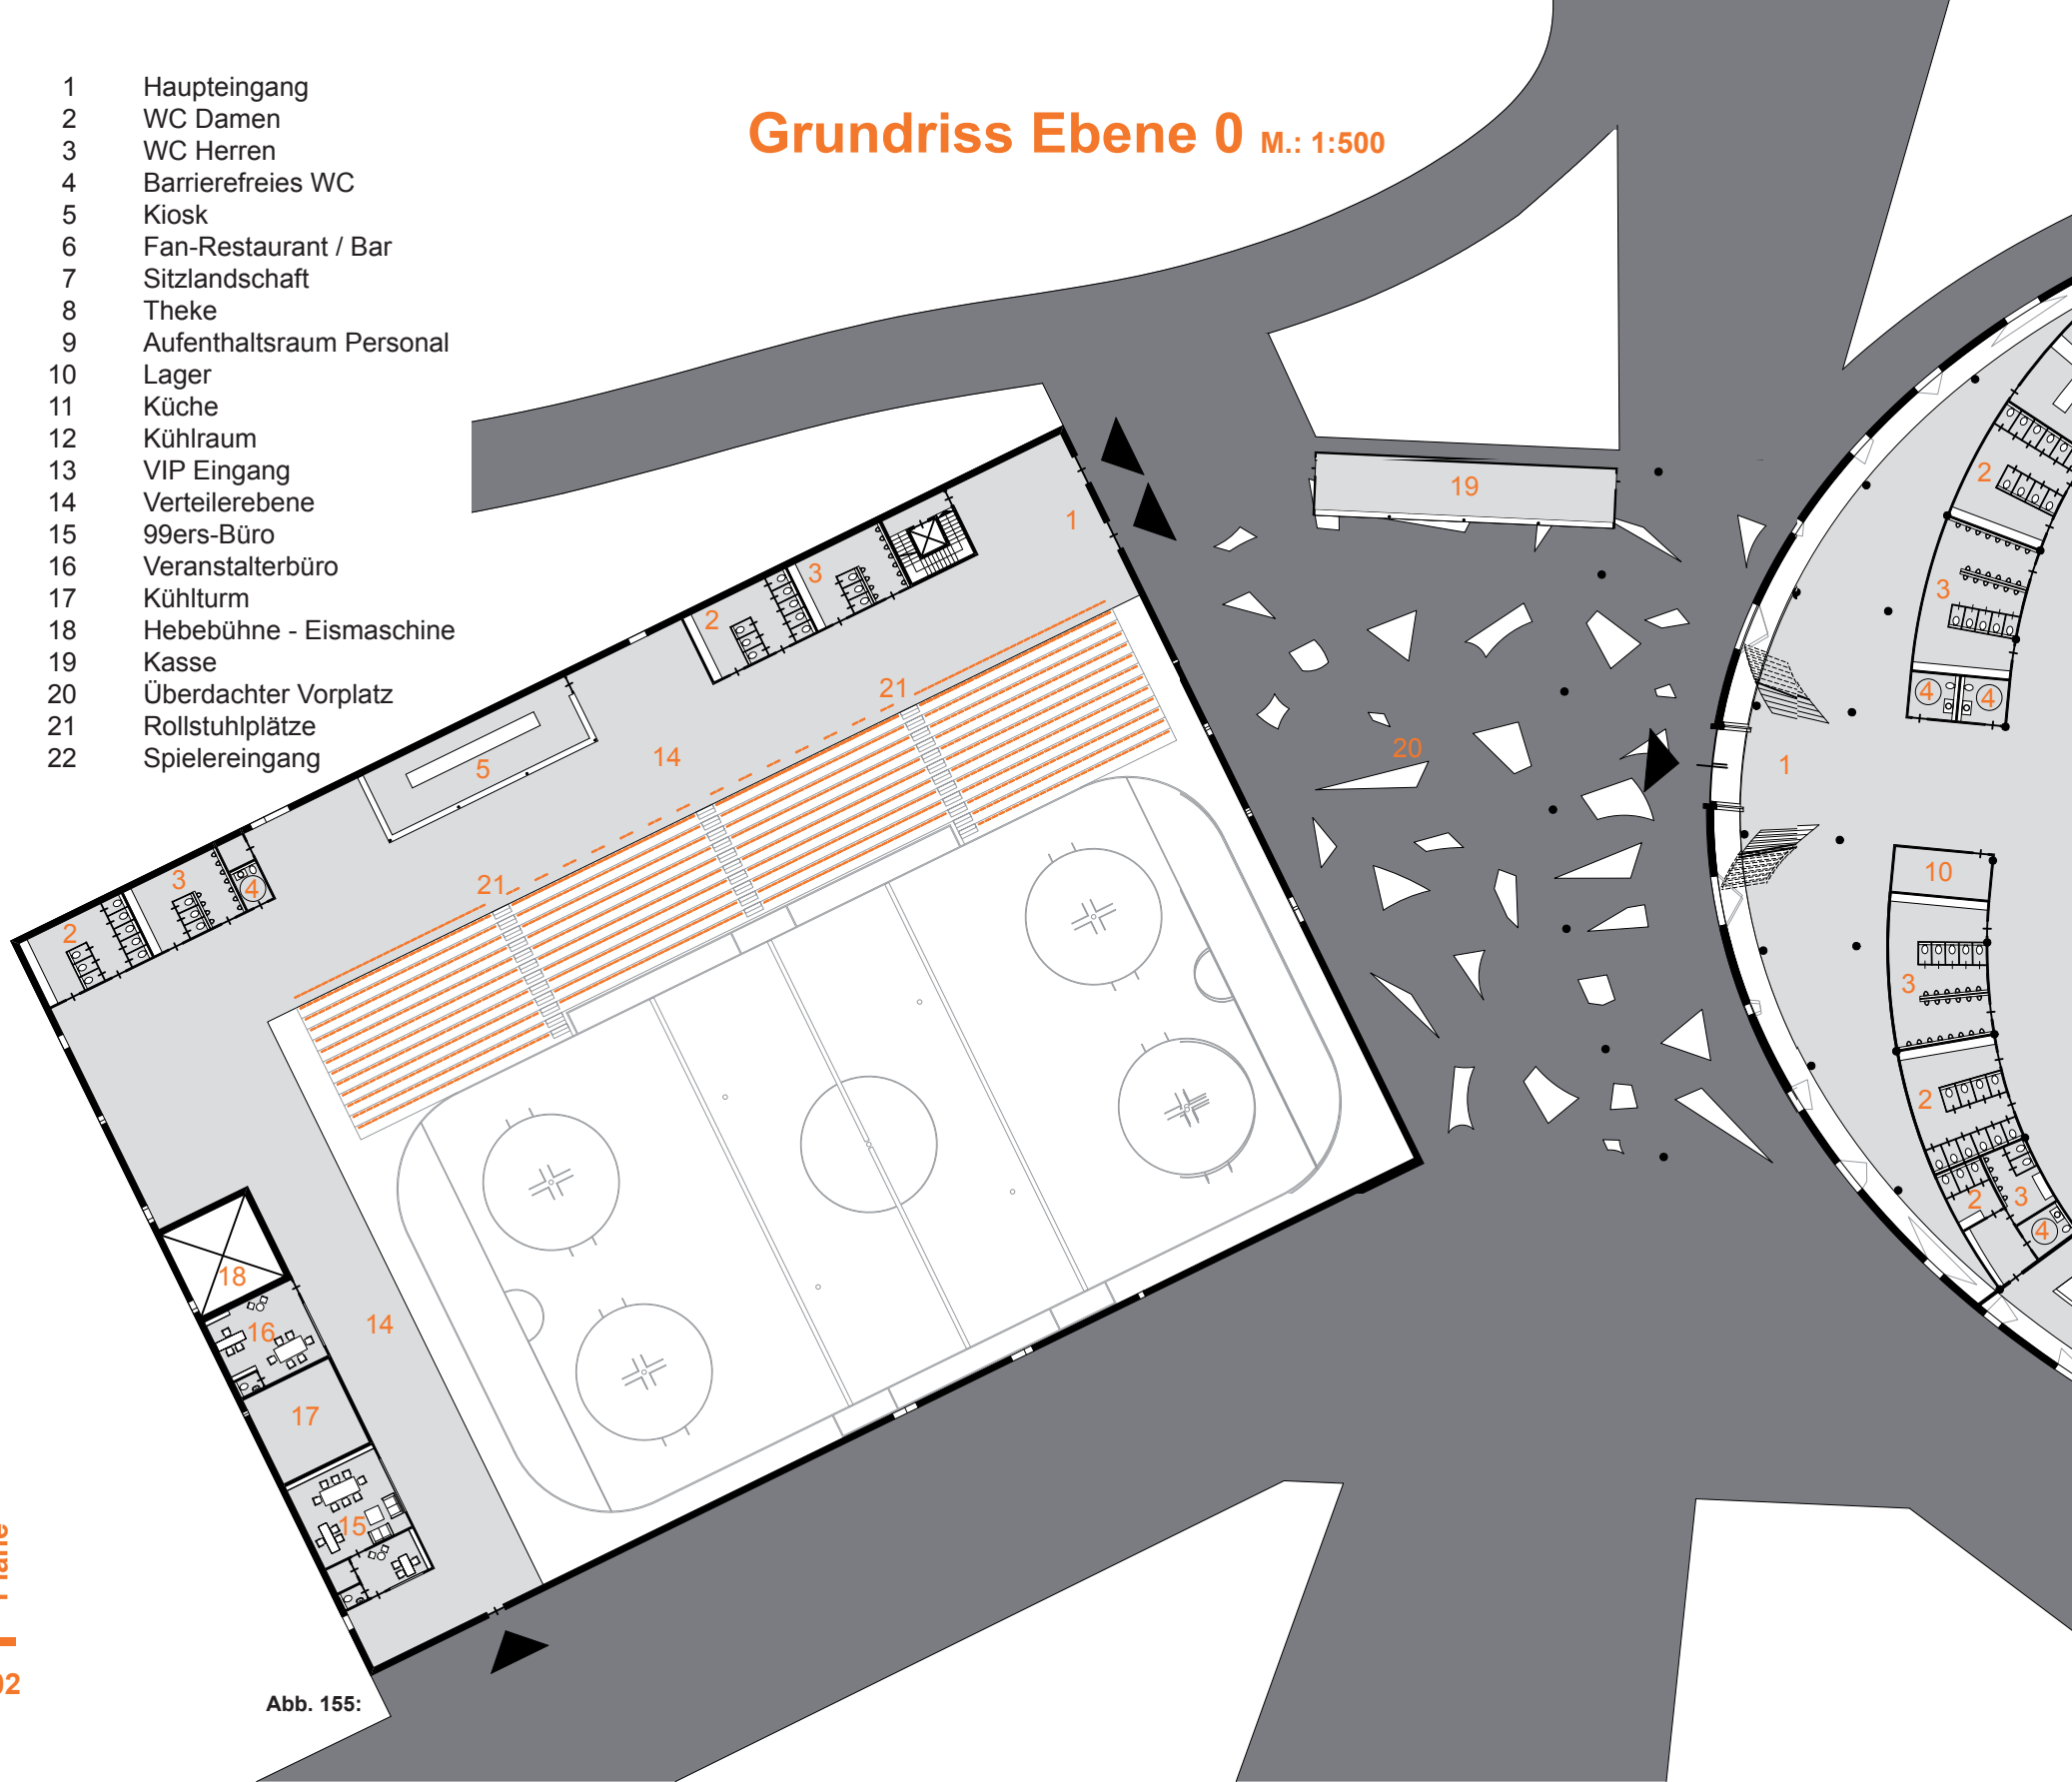 1 Haupteingang
2 WC Damen
3 WC Herren
4 Barrierefreies WC
5 Kiosk
6 Fan-Restaurant / Bar
7 Sitzlandschaft
8 Theke
9 Aufenthaltsraum Personal
10 Lager
11 Küche
12 Kühlraum
13 VIP Eingang
14 Verteilerebene
15 99ers-Büro
16 Veranstalterbüro
17 Kühlturm
18 Hebebühne - Eismaschine
19 Kasse
20 Überdachter Vorplatz
21 Rollstuhlplätze
22 Spielereingang
Grundriss Ebene 0 M.: 1:500
19
1
2
3
2
3
21
4
4
14
5
20
1
21
10
3
4
2
3
2
2
3
4
18
14
16
17
15
02
Abb. 155: